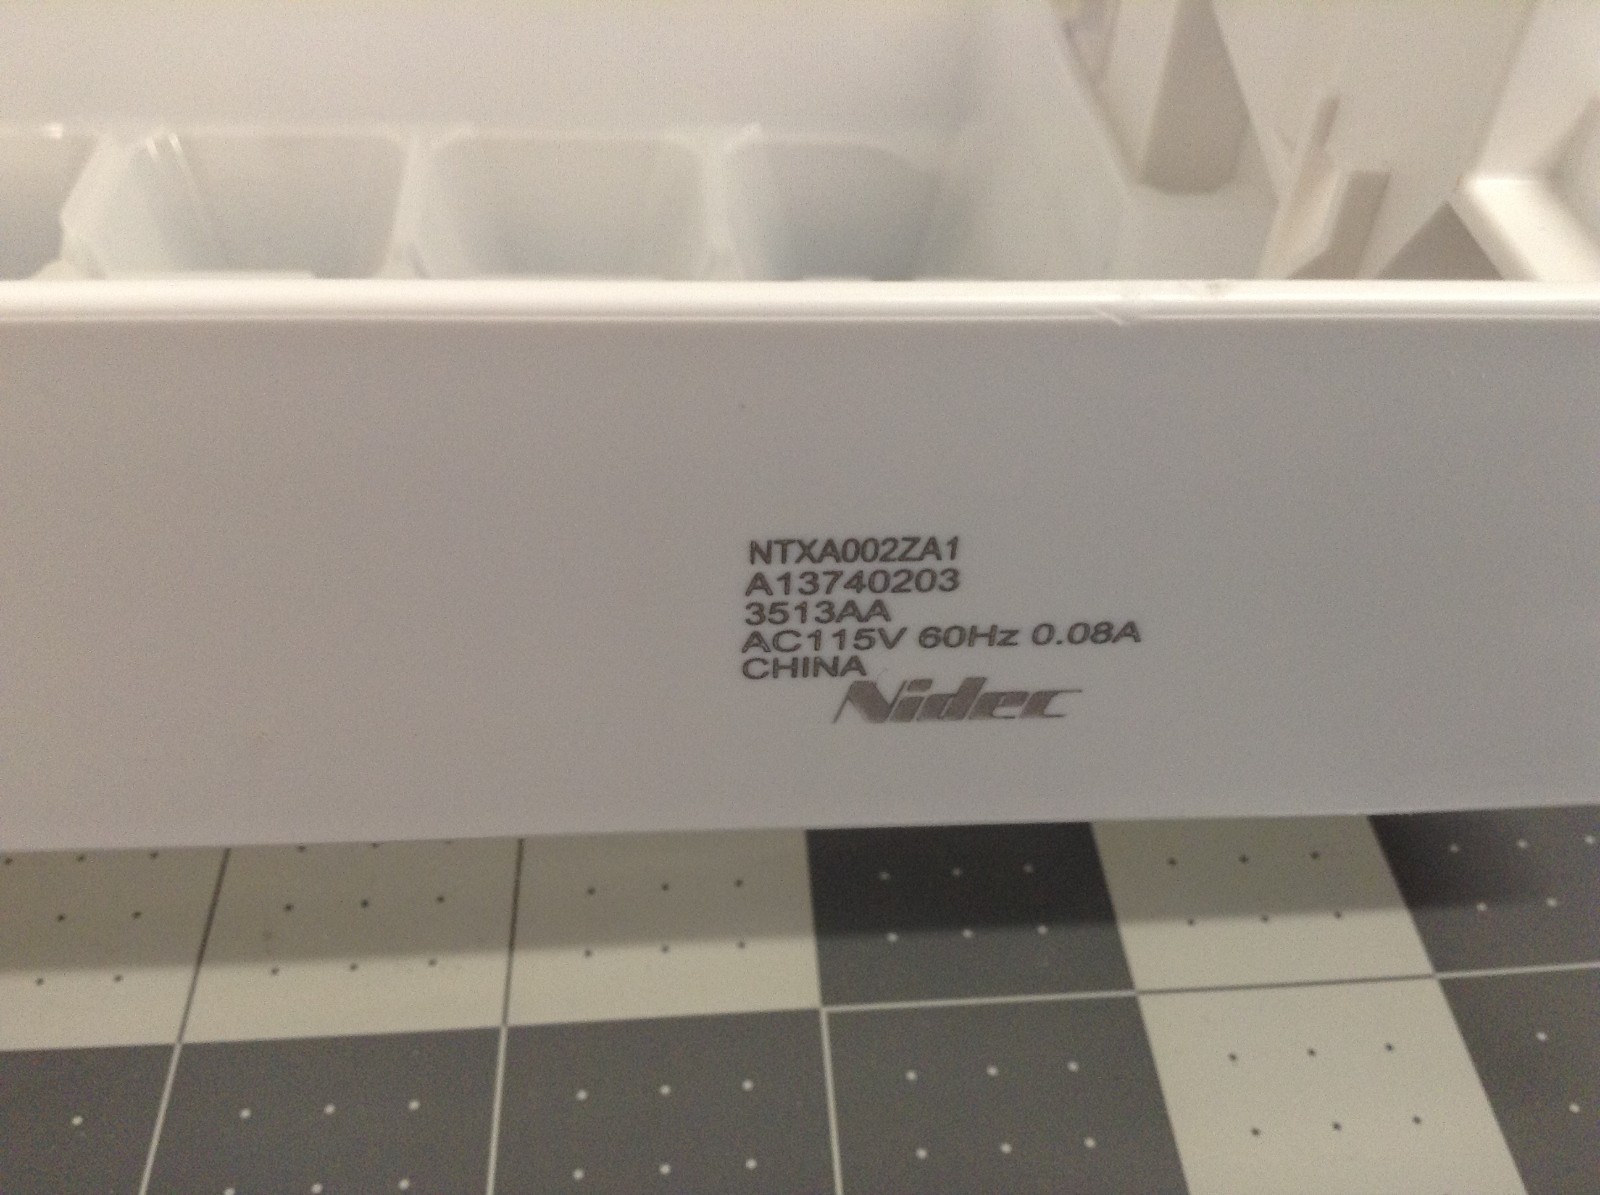 NTXA002ZA1
A13740203
3513AA
AC115V 60Hz 0.08A
CHINA
Nidec